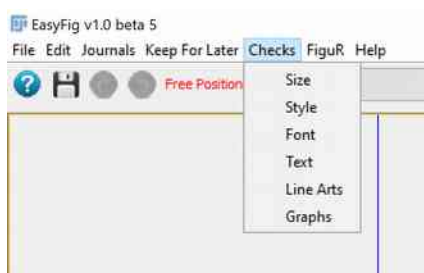 EasyFig v1.0 beta 5
File Edit Journals Keep For Later Checks FiguR Help
Free Position
Size
Style
Font
Text
Line Arts
Graphs